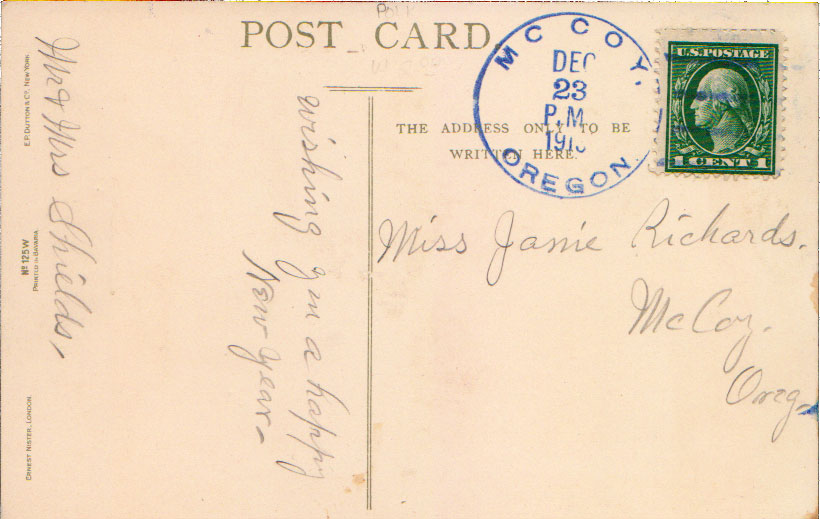 POST CARD.
MC COY,
DEC
23
P.M.
191
OREGON
U.S. POSTAGE
1 CENT 1
THE ADDRESS ONLY TO BE
WRITTEN HERE.
Miss Janie Richards.
McCoy.
Oreg.
wishing you a happy
New Year—
Mr & Mrs Shields,
E.P. DUTTON & CO. NEW YORK.
No 125W
PRINTED IN BAVARIA
ERNEST NISTER, LONDON.